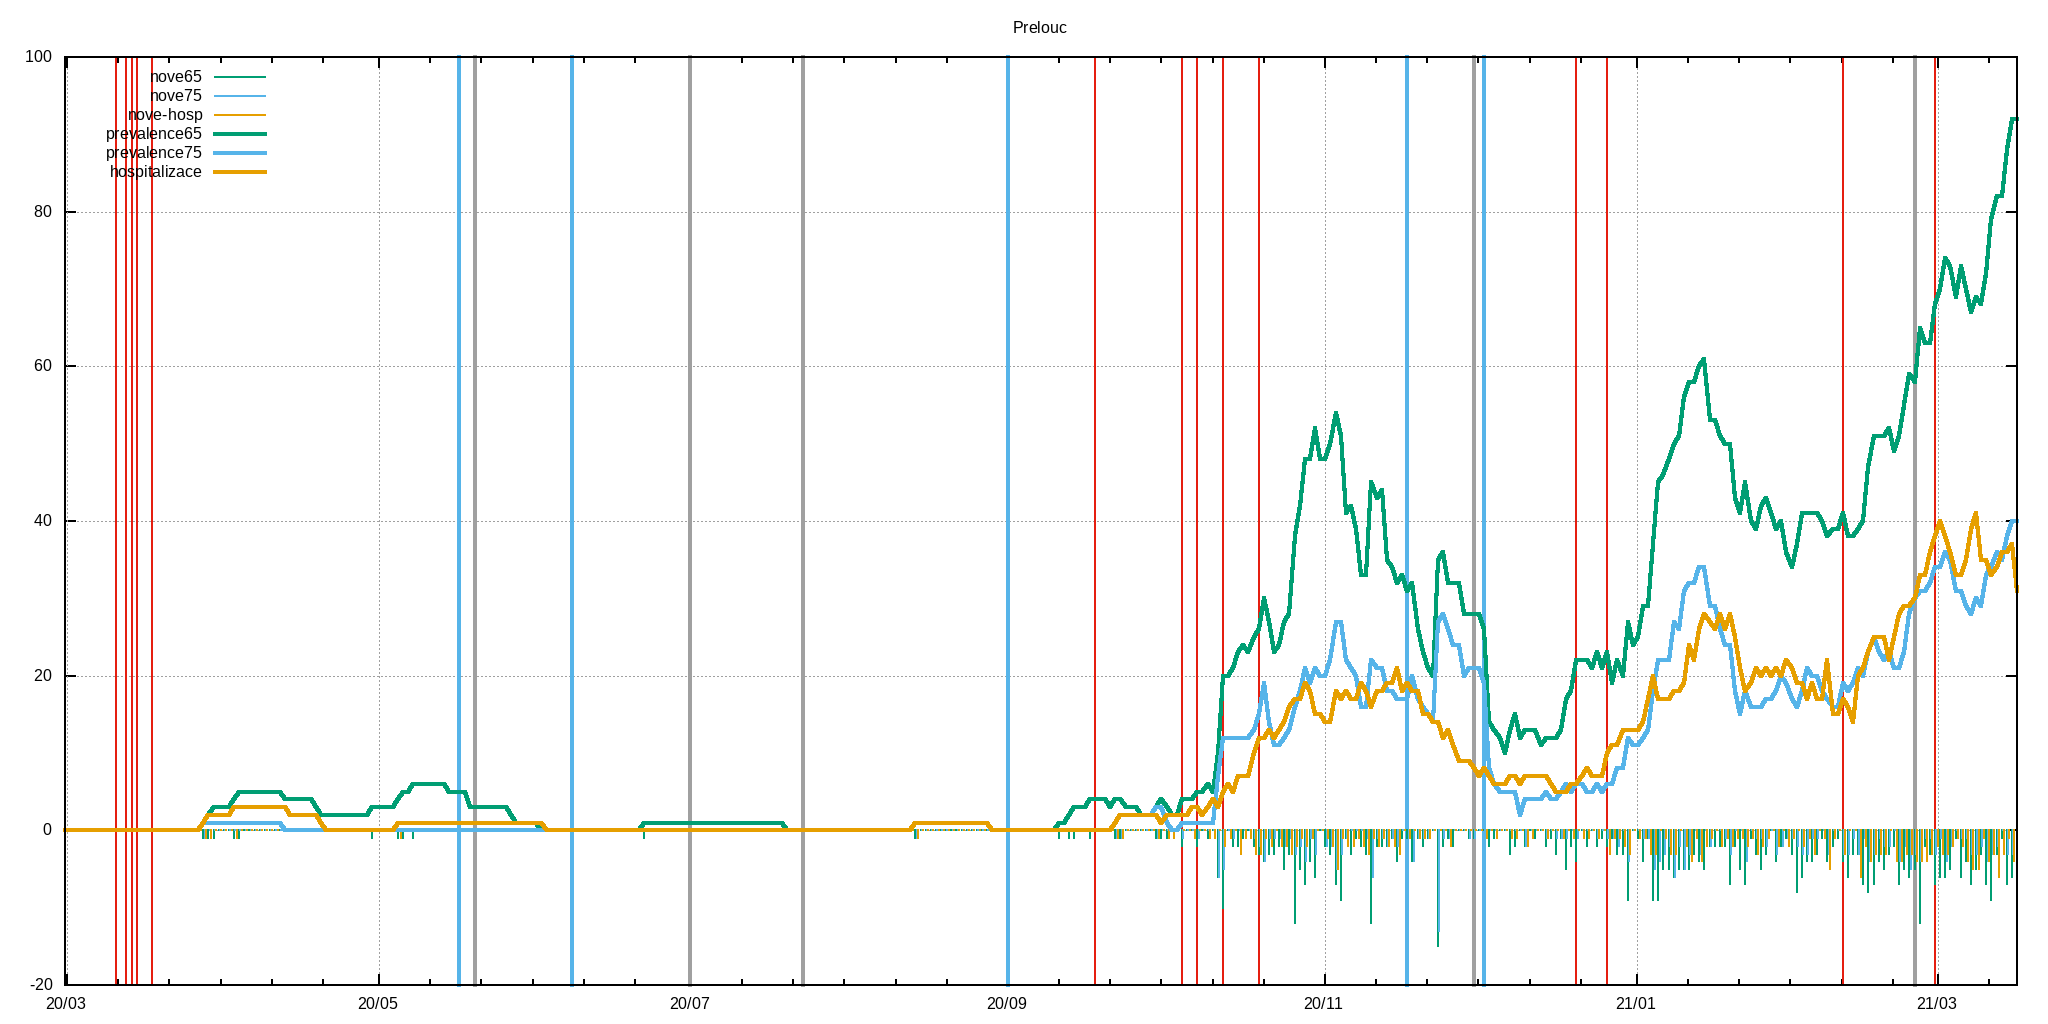 Prelouc
100
nove65
nove75
nove-hosp
prevalence65
prevalence75
hospitalizace
80
60
40
20
0
-20
20/03 20/05 20/07 20/09 20/11 21/01 21/03